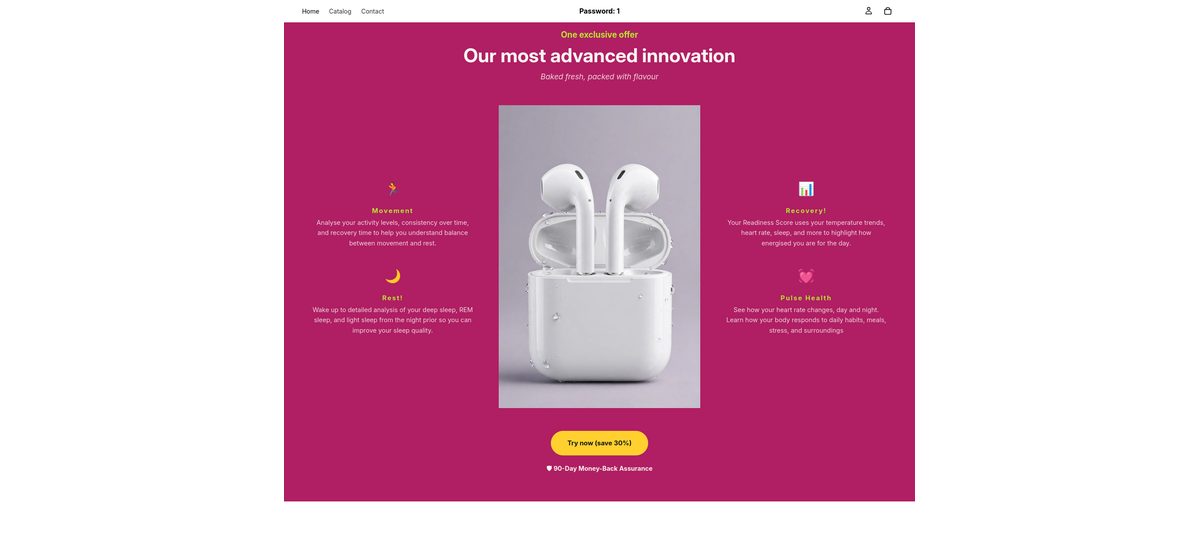 Home Catalog Contact
Password: 1
One exclusive offer
Our most advanced innovation
Baked fresh, packed with flavour
Movement
Analyse your activity levels, consistency over time,
and recovery time to help you understand balance
between movement and rest.
Rest!
Wake up to detailed analysis of your deep sleep, REM
sleep, and light sleep from the night prior so you can
improve your sleep quality.
Recovery!
Your Readiness Score uses your temperature trends,
heart rate, sleep, and more to highlight how
energised you are for the day.
Pulse Health
See how your heart rate changes, day and night.
Learn how your body responds to daily habits, meals,
stress, and surroundings
Try now (save 30%)
90-Day Money-Back Assurance